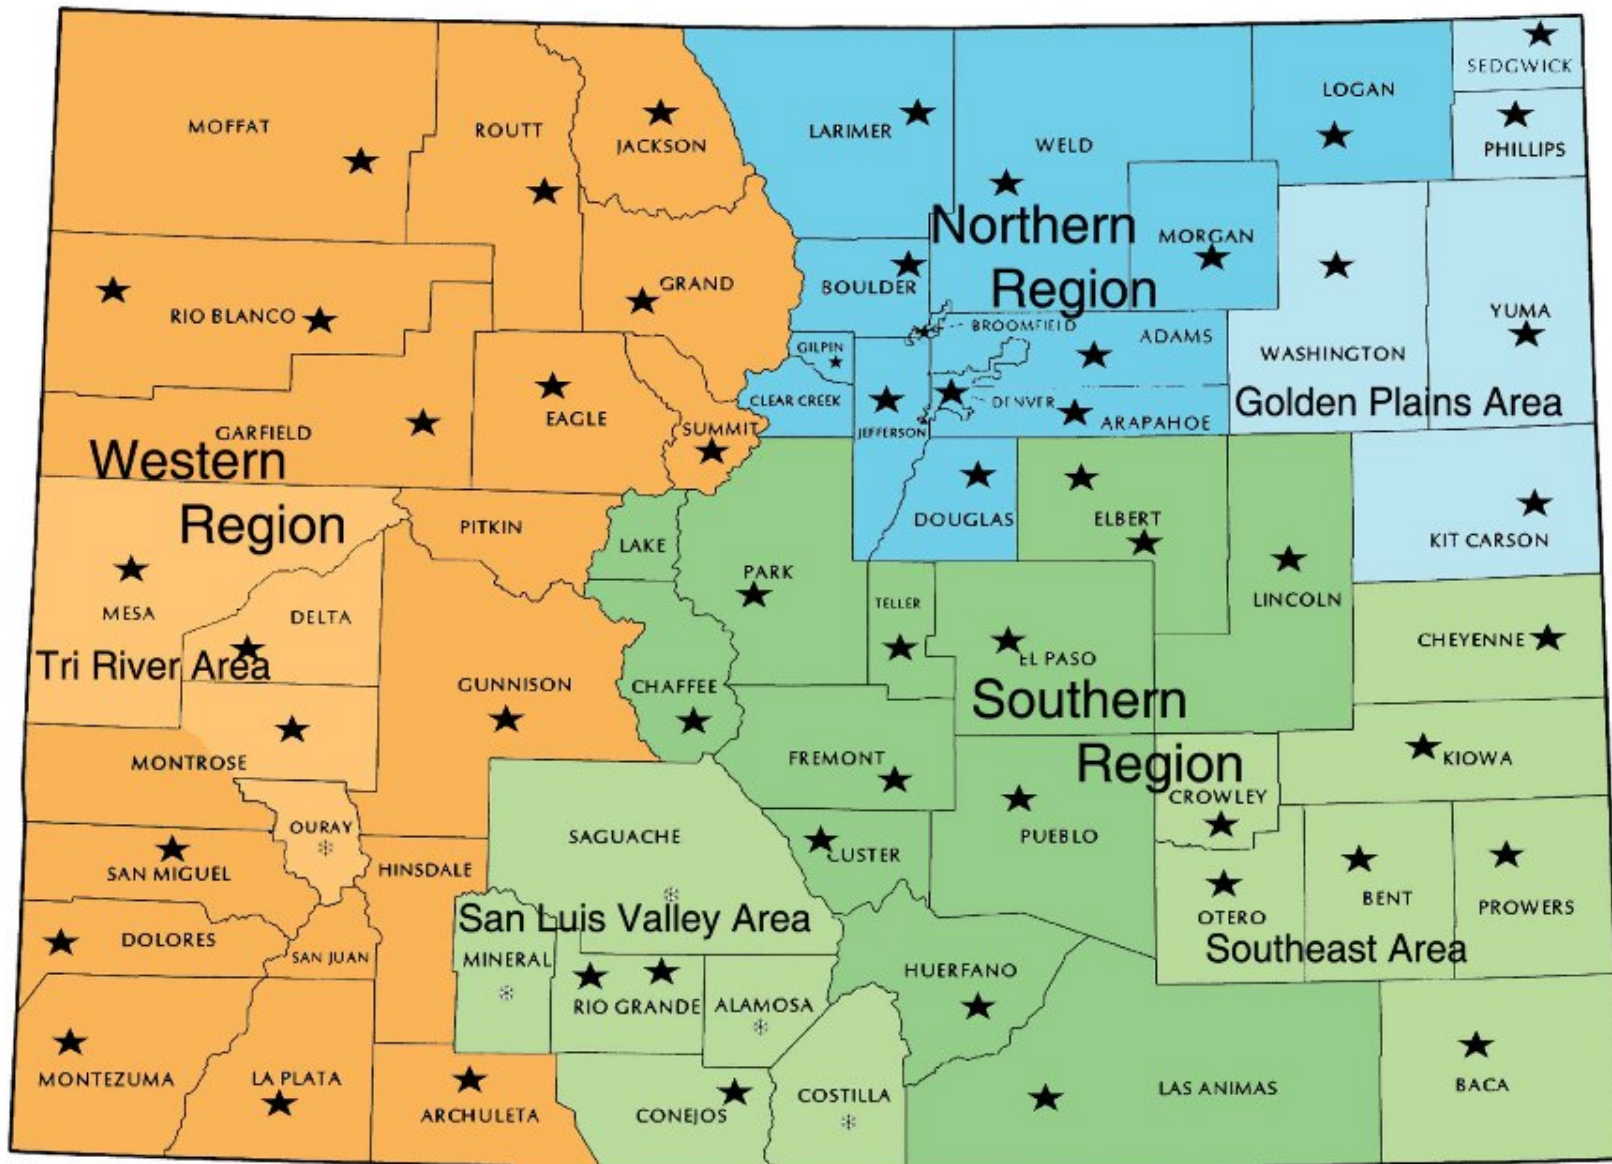 SEDGWICK
LOGAN
MOFFAT
ROUTT
JACKSON
LARIMER
WELD
PHILLIPS
Northern
Region
MORGAN
GRAND
BOULDER
RIO BLANCO
YUMA
BROOMFIELD
ADAMS
GILPIN
WASHINGTON
CLEAR CREEK
DENVER
Golden Plains Area
EAGLE
SUMMIT
JEFFERSON
ARAPAHOE
GARFIELD
Western
Region
PITKIN
DOUGLAS
ELBERT
KIT CARSON
LAKE
PARK
TELLER
LINCOLN
MESA
DELTA
CHEYENNE
Tri River Area
EL PASO
GUNNISON
CHAFFEE
Southern
Region
MONTROSE
FREMONT
KIOWA
CROWLEY
OURAY
SAGUACHE
PUEBLO
CUSTER
HINSDALE
SAN MIGUEL
BENT
PROWERS
OTERO
San Luis Valley Area
DOLORES
Southeast Area
SAN JUAN
MINERAL
HUERFANO
RIO GRANDE
ALAMOSA
MONTEZUMA
LA PLATA
BACA
LAS ANIMAS
COSTILLA
ARCHULETA
CONEJOS